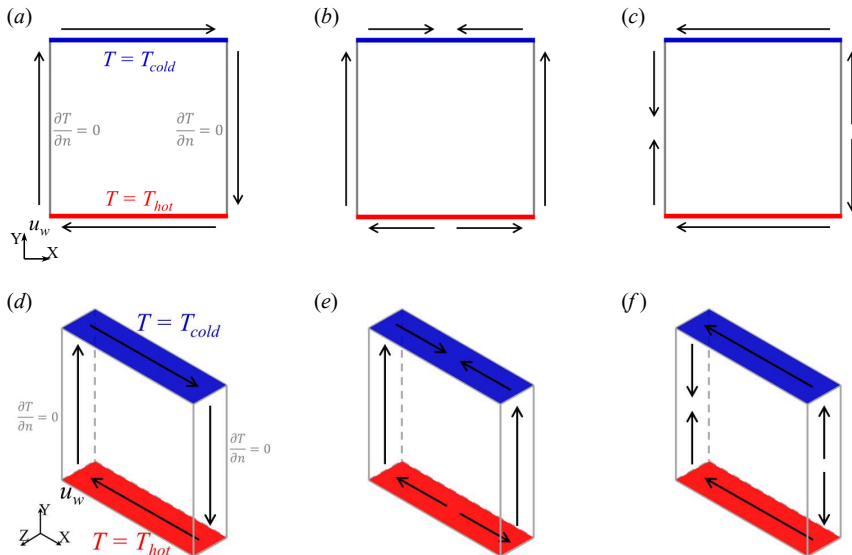 (a)
(b)
(c)
T = T_cold
∂T/∂n = 0
∂T/∂n = 0
T = T_hot
u_w
Y
X
(d)
(e)
(f)
T = T_cold
∂T/∂n = 0
∂T/∂n = 0
u_w
Y
Z
X
T = T_hot